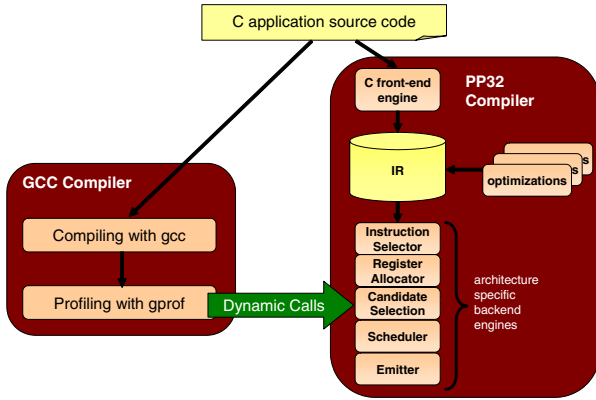 C application source code
PP32
Compiler
C front-end
engine
IR
optimizations
GCC Compiler
Compiling with gcc
Profiling with gprof
Dynamic Calls
Instruction
Selector
Register
Allocator
Candidate
Selection
Scheduler
Emitter
architecture
specific
backend
engines